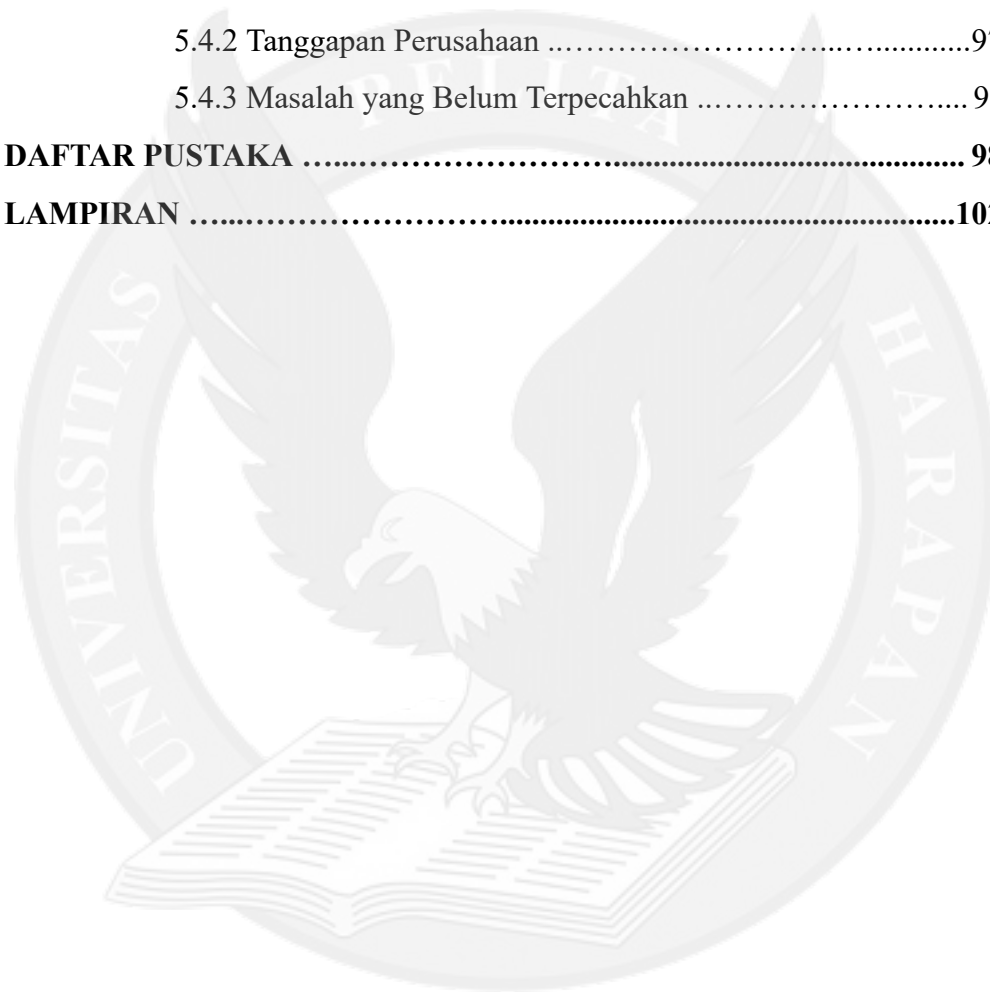 5.4.2 Tanggapan Perusahaan ..……………………...…............9
5.4.3 Masalah yang Belum Terpecahkan ..………………….... 9
DAFTAR PUSTAKA …...…………………….............................................. 98
LAMPIRAN …...……………………..........................................................10
UNIVERSITAS PELITA HARAPAN